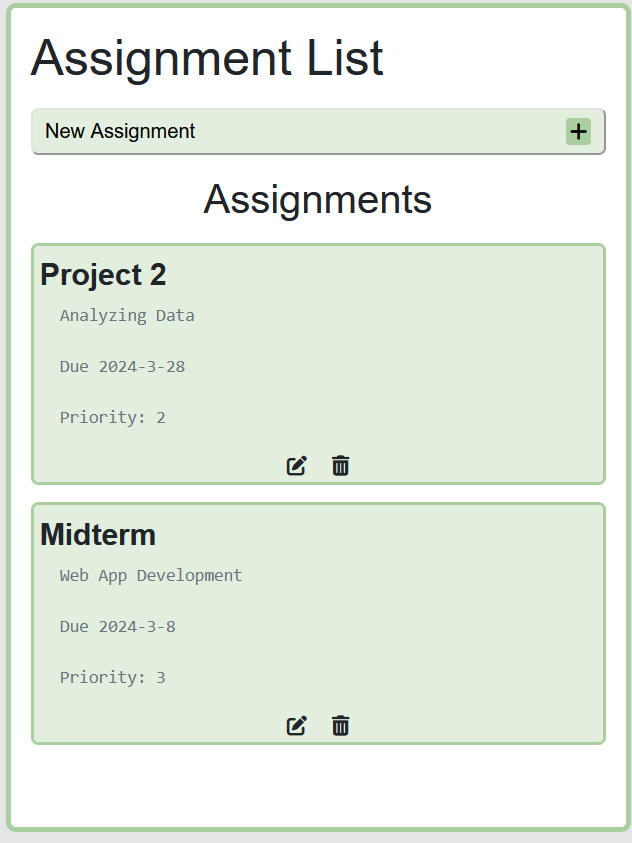 Assignment List
New Assignment
Assignments
Project 2
Analyzing Data
Due 2024-3-28
Priority: 2
Midterm
Web App Development
Due 2024-3-8
Priority: 3